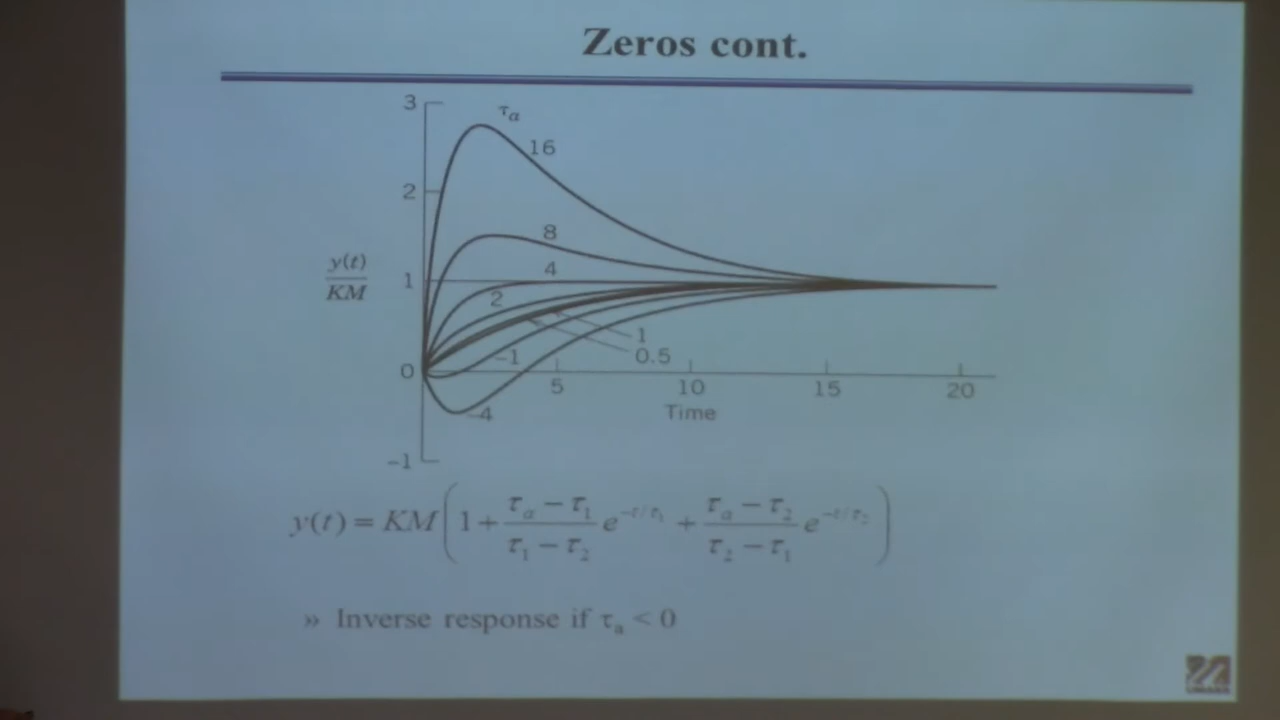 Zeros cont.
3
τₐ
16
2
8
y(t)/KM
1
4
2
1
0.5
0
–1
5
10
15
20
–4
Time
–1
y(t) = KM(1 + (τₐ − τ₁)/(τ₁ − τ₂) e^(−t/τ₁) + (τₐ − τ₂)/(τ₂ − τ₁) e^(−t/τ₂))
» Inverse response if τₐ < 0